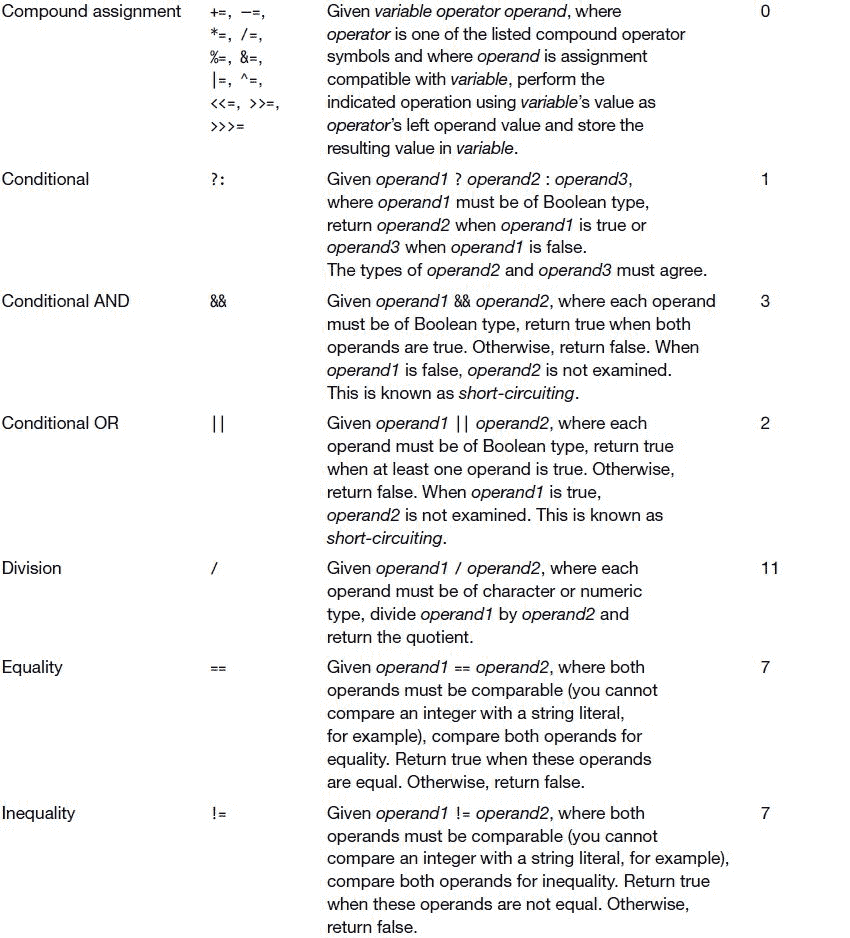 Compound assignment +=, –=, Given variable operator operand, where 0
*=, /=, operator is one of the listed compound operator
%=, &=, symbols and where operand is assignment
|=, ^=, compatible with variable, perform the
<<=, >>=, indicated operation using variable's value as
>>>= operator's left operand value and store the
resulting value in variable.
Conditional ?: Given operand1 ? operand2 : operand3, 1
where operand1 must be of Boolean type,
return operand2 when operand1 is true or
operand3 when operand1 is false.
The types of operand2 and operand3 must agree.
Conditional AND && Given operand1 && operand2, where each operand 3
must be of Boolean type, return true when both
operands are true. Otherwise, return false. When
operand1 is false, operand2 is not examined.
This is known as short-circuiting.
Conditional OR || Given operand1 || operand2, where each 2
operand must be of Boolean type, return true
when at least one operand is true. Otherwise,
return false. When operand1 is true,
operand2 is not examined. This is known as
short-circuiting.
Division / Given operand1 / operand2, where each 11
operand must be of character or numeric
type, divide operand1 by operand2 and
return the quotient.
Equality == Given operand1 == operand2, where both 7
operands must be comparable (you cannot
compare an integer with a string literal,
for example), compare both operands for
equality. Return true when these operands
are equal. Otherwise, return false.
Inequality != Given operand1 != operand2, where both 7
operands must be comparable (you cannot
compare an integer with a string literal, for example),
compare both operands for inequality. Return true
when these operands are not equal. Otherwise,
return false.